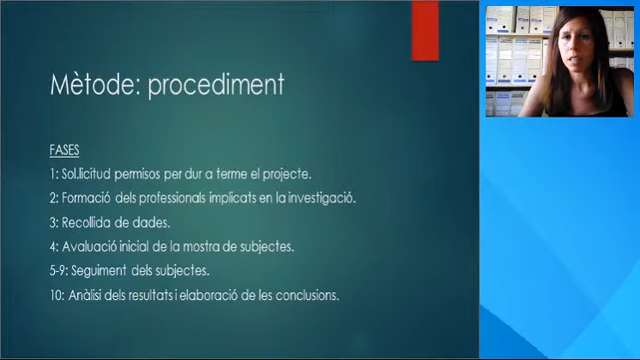 Mètode: procediment
FASES
1: Sol.licitud permisos per dur a terme el projecte.
2: Formació dels professionals implicats en la investigació.
3: Recollida de dades.
4: Avaluació inicial de la mostra de subjectes.
5-9: Seguiment dels subjectes.
10: Anàlisi dels resultats i elaboració de les conclusions.